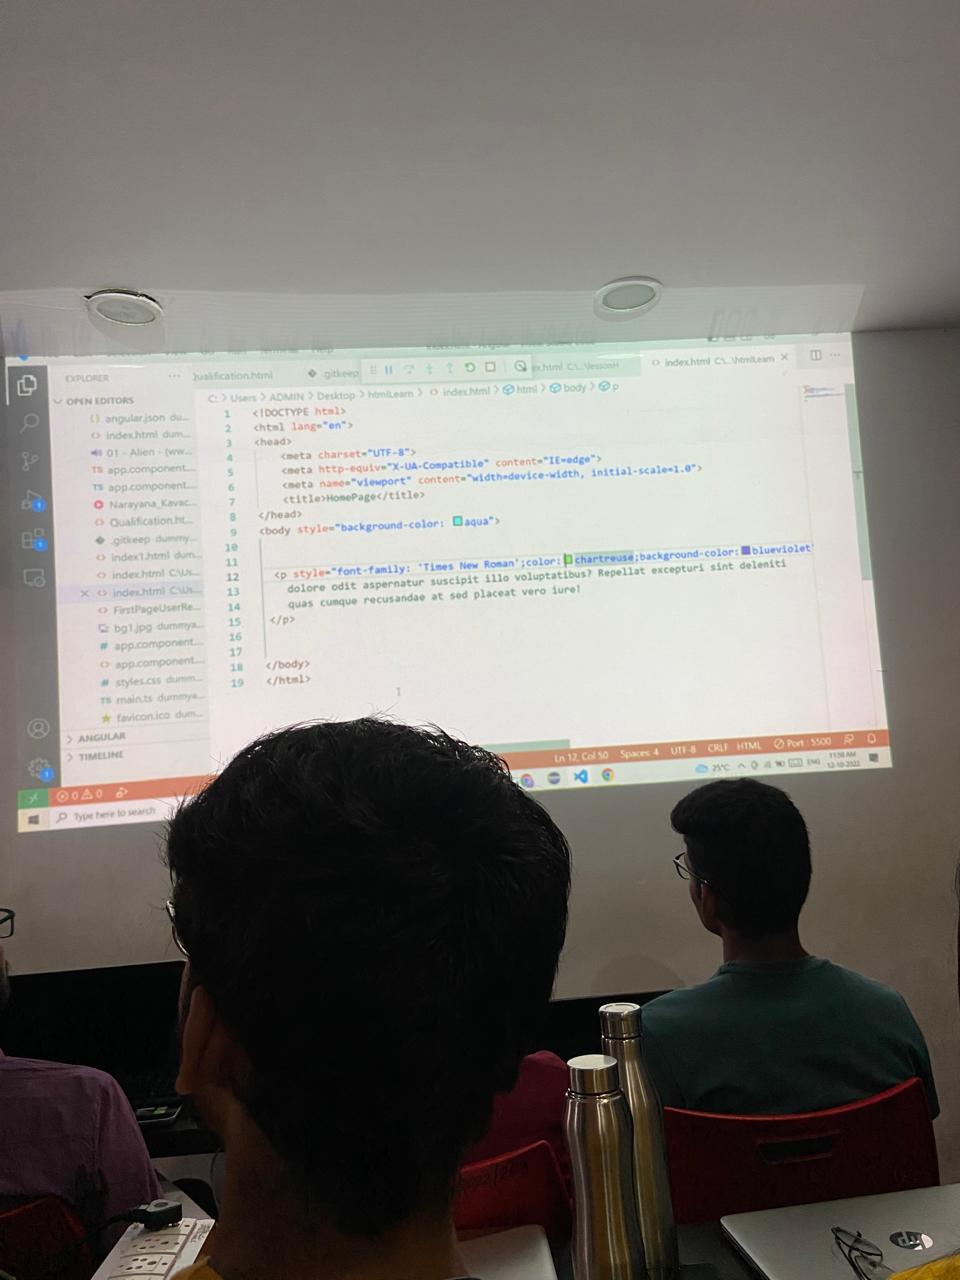 EXPLORER
OPEN EDITORS
angular.json du...
index.html dum...
01 - Alien - (ww...
TS app.component...
TS app.component...
Narayana_Kavac...
Qualification.ht...
.gitkeep dummy...
index1.html dum...
index.html C:\Us...
index.html C:\Us...
FirstPageUserRe...
bg1.jpg dummya...
# app.component...
app.component...
# styles.css dumm...
TS main.ts dummya...
favicon.ico dum...
ANGULAR
TIMELINE
Qualification.html
.gitkeep
ex.html C:\...\lessonH
index.html C:\...\htmlLearn
C: > Users > ADMIN > Desktop > htmlLearn > index.html > html > body > p
1 <!DOCTYPE html>
2 <html lang="en">
3 <head>
4 <meta charset="UTF-8">
5 <meta http-equiv="X-UA-Compatible" content="IE=edge">
6 <meta name="viewport" content="width=device-width, initial-scale=1.0">
7 <title>HomePage</title>
8 </head>
9 <body style="background-color: aqua">
10
11
12 <p style="font-family: 'Times New Roman';color: chartreuse;background-color: blueviolet
13 dolore odit aspernatur suscipit illo voluptatibus? Repellat excepturi sint deleniti
14 quas cumque recusandae at sed placeat vero iure!
15 </p>
16
17
18 </body>
19 </html>
0 0
Ln 12, Col 50 Spaces: 4 UTF-8 CRLF HTML Port : 5500
Type here to search
25°C ENG 11:58 AM
12-10-2022
hp